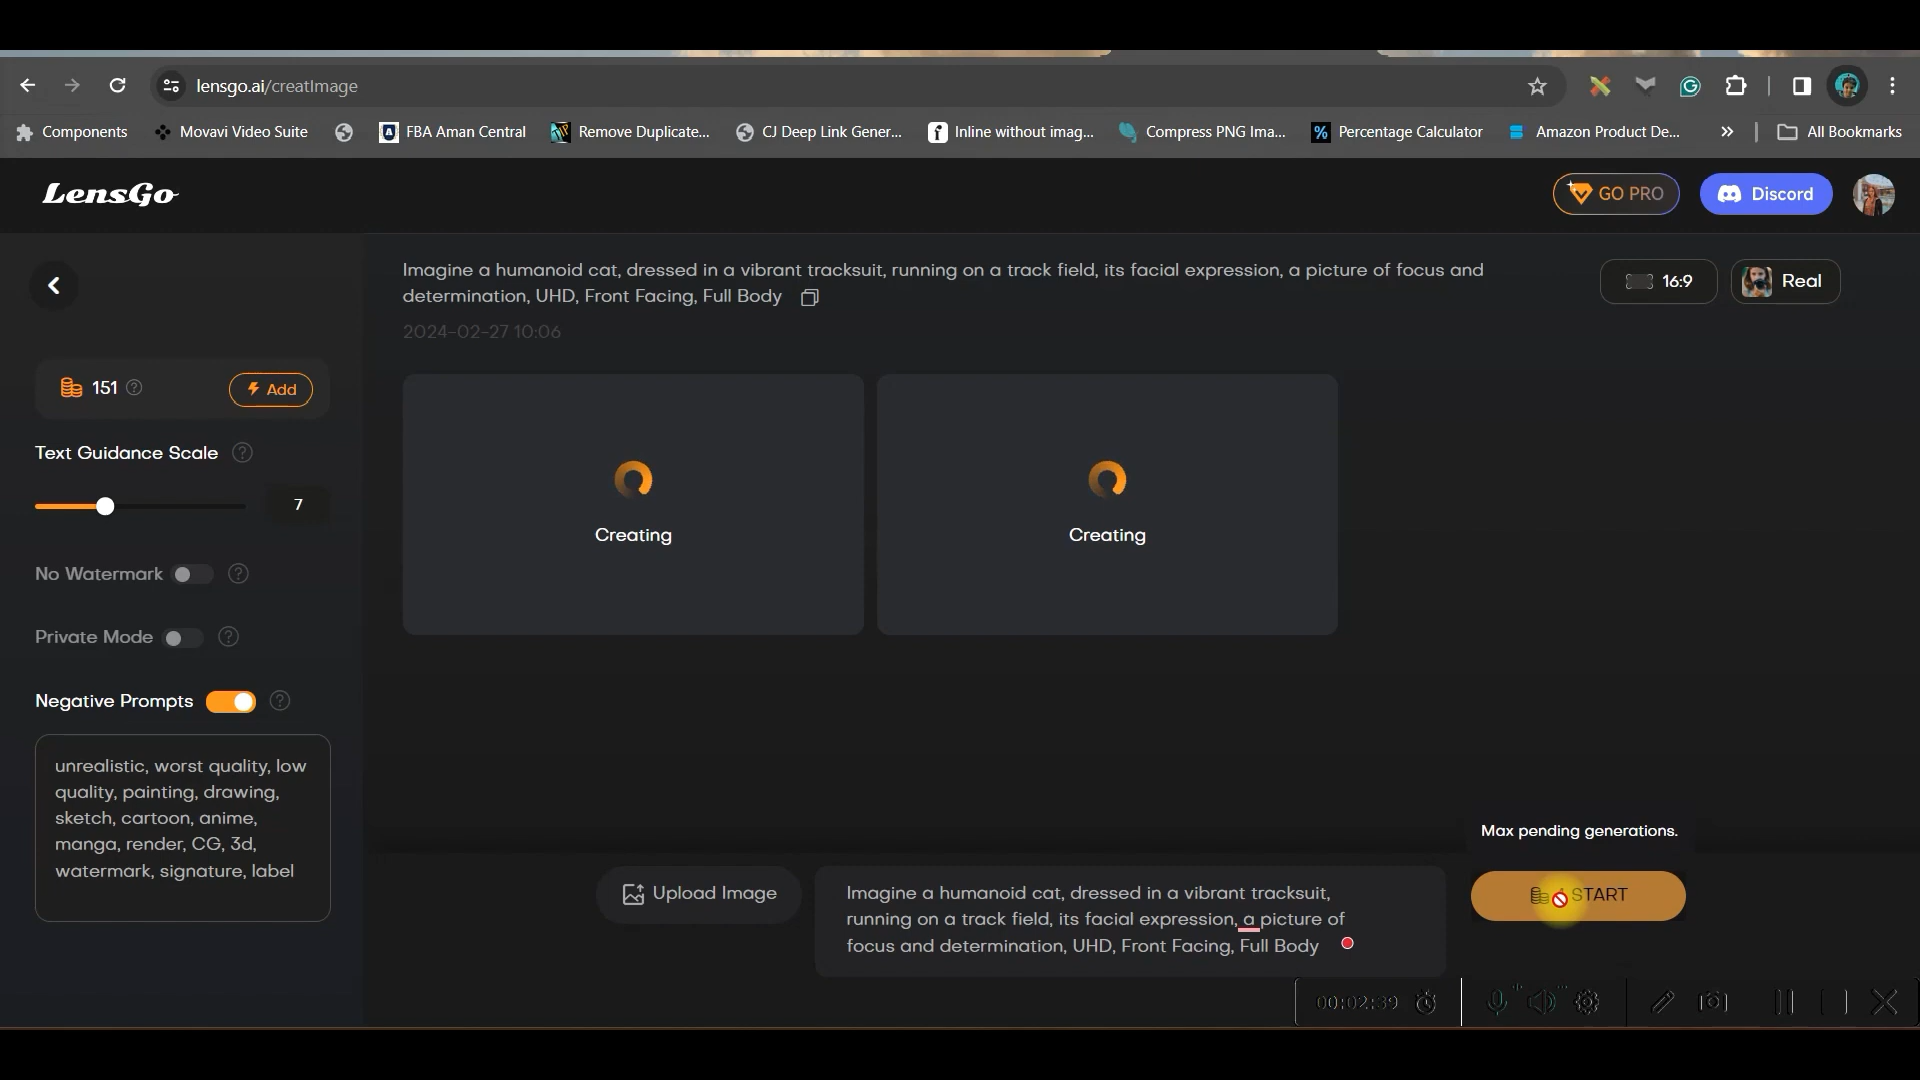 lensgo.ai/creatImage
Components
Movavi Video Suite
FBA Aman Central
Remove Duplicate...
CJ Deep Link Gener...
Inline without imag...
Compress PNG Ima...
Percentage Calculator
Amazon Product De...
All Bookmarks
LensGo
GO PRO
Discord
Imagine a humanoid cat, dressed in a vibrant tracksuit, running on a track field, its facial expression, a picture of focus and
determination, UHD, Front Facing, Full Body
2024-02-27 10:06
16:9
Real
151
Add
Text Guidance Scale
7
No Watermark
Private Mode
Negative Prompts
unrealistic, worst quality, low
quality, painting, drawing,
sketch, cartoon, anime,
manga, render, CG, 3d,
watermark, signature, label
Creating
Creating
Max pending generations.
Upload Image
Imagine a humanoid cat, dressed in a vibrant tracksuit,
running on a track field, its facial expression, a picture of
focus and determination, UHD, Front Facing, Full Body
START
00:02:39